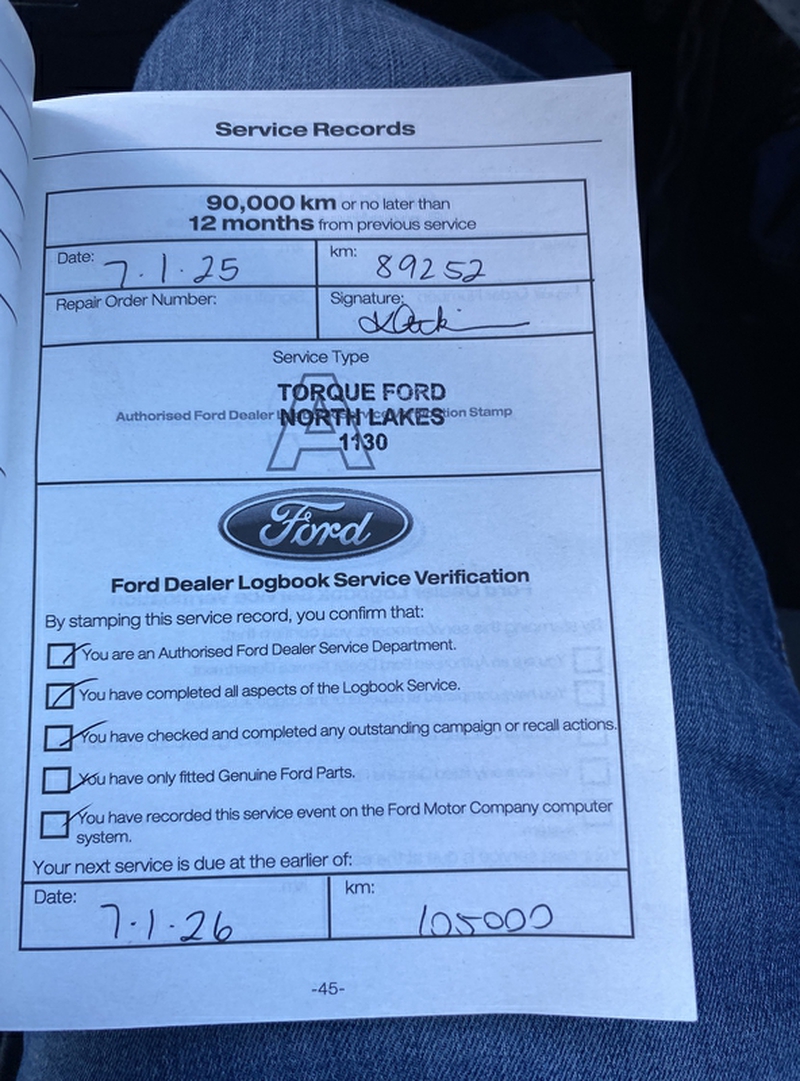 Service Records
90,000 km or no later than
12 months from previous service
Date: 7.1.25
km: 89252
Repair Order Number:
Signature:
Service Type
TORQUE FORD
Authorised Ford Dealer
tion Stamp
NORTH LAKES
A
1130
Ford
Ford Dealer Logbook Service Verification
By stamping this service record, you confirm that:
You are an Authorised Ford Dealer Service Department.
You have completed all aspects of the Logbook Service.
You have checked and completed any outstanding campaign or recall actions.
You have only fitted Genuine Ford Parts.
You have recorded this service event on the Ford Motor Company computer
system.
Your next service is due at the earlier of:
Date: 7.1.26
km: 105000
-45-